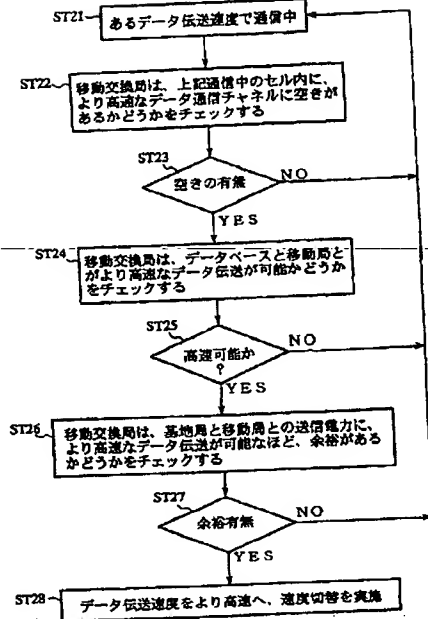 ST21
あるデータ伝送速度で通信中
ST22
移動交換局は、上記通信中のセル内に、
より高速なデータ通信チャネルに空きが
あるかどうかをチェックする
ST23
空きの有無
NO
YES
ST24
移動交換局は、データベースと移動局と
がより高速なデータ伝送が可能かどうか
をチェックする
ST25
高速可能か
?
NO
YES
ST26
移動交換局は、基地局と移動局との送信電力に、
より高速なデータ伝送が可能なほど、余裕がある
かどうかをチェックする
ST27
余裕有無
NO
YES
ST28
データ伝送速度をより高速へ、速度切替を実施